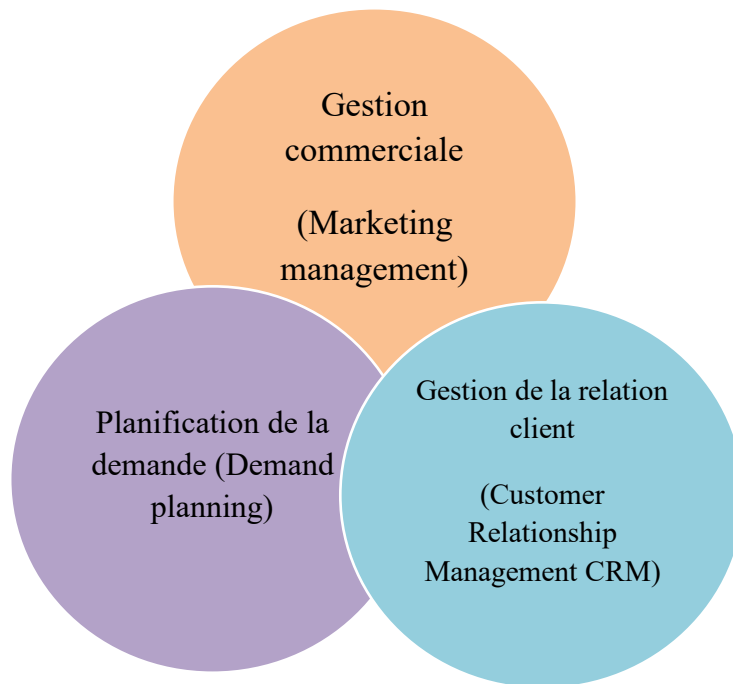 Gestion
commerciale
(Marketing
management)
Planification de la
demande (Demand
planning)
Gestion de la relation
client
(Customer
Relationship
Management CRM)